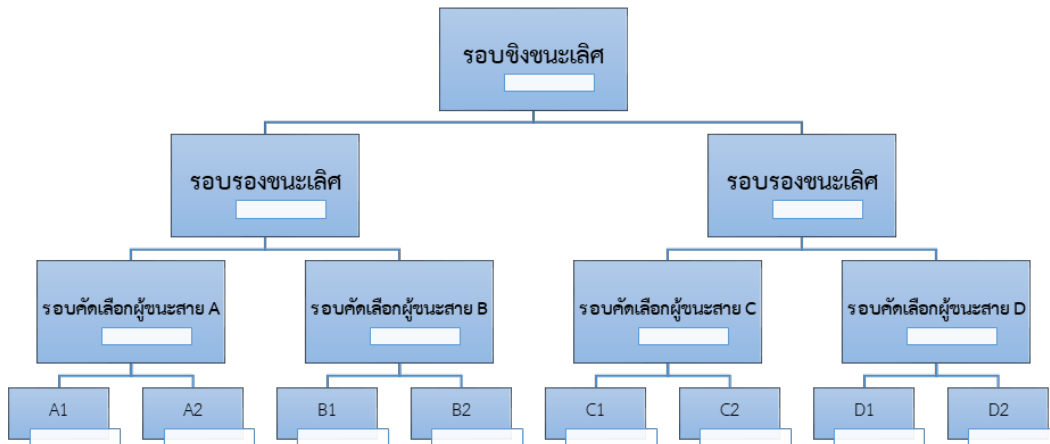 รอบชิงชนะเลิศ
รอบรองชนะเลิศ
รอบรองชนะเลิศ
รอบคัดเลือกผู้ชนะสาย A
รอบคัดเลือกผู้ชนะสาย B
รอบคัดเลือกผู้ชนะสาย C
รอบคัดเลือกผู้ชนะสาย D
A1
A2
B1
B2
C1
C2
D1
D2